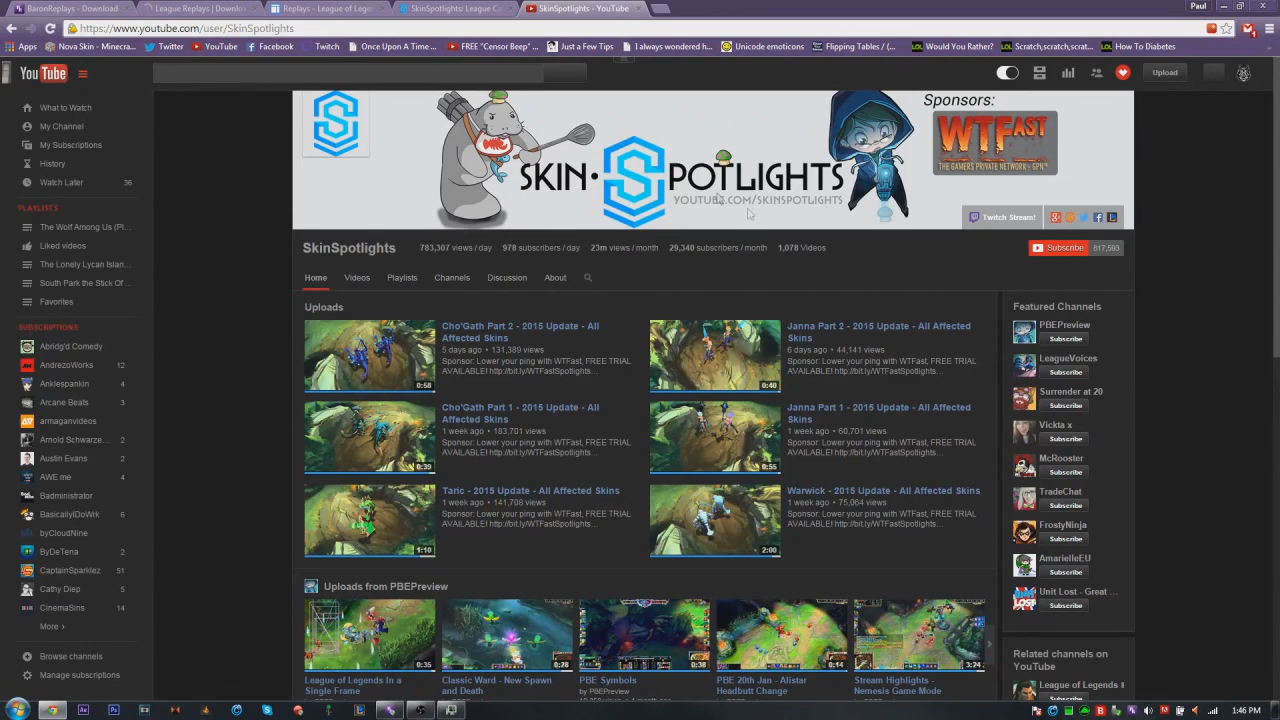 BaronReplays - Download
League Replays | Downloa
Replays - League of Legen
SkinSpotlights: League Co
SkinSpotlights - YouTube
Paul
https://www.youtube.com/user/SkinSpotlights
Apps
Nova Skin - Minecra...
Twitter
YouTube
Facebook
Twitch
Once Upon A Time ...
FREE "Censor Beep" ...
Just a Few Tips
I always wondered h...
Unicode emoticons
Flipping Tables / (...
Would You Rather?
Scratch,scratch,scrat...
How To Diabetes
YouTube
Upload
What to Watch
My Channel
My Subscriptions
History
Watch Later 36
PLAYLISTS
The Wolf Among Us (Pl...
Liked videos
The Lonely Lycan Islan...
South Park the Stick Of ...
Favorites
SUBSCRIPTIONS
Abridg'd Comedy
AndrezoWorks 12
Anklespankin 4
Arcane Beats 3
armaganvideos
Arnold Schwarze... 2
Austin Evans 2
AWE me 4
Badministrator
BasicallyIDoWrk 6
byCloudNine
ByDeTena 2
CaptainSparklez 51
Cathy Diep 5
CinemaSins 14
More ›
Browse channels
Manage subscriptions
SKIN·SPOTLIGHTS
YOUTUBE.COM/SKINSPOTLIGHTS
Sponsors:
WTFAST
THE GAMERS PRIVATE NETWORK - GPN™
Twitch Stream!
SkinSpotlights
783,307 views / day
978 subscribers / day
23m views / month
29,340 subscribers / month
1,078 Videos
Subscribe 817,593
Home
Videos
Playlists
Channels
Discussion
About
Uploads
0:58
Cho'Gath Part 2 - 2015 Update - All
Affected Skins
5 days ago • 131,389 views
Sponsor: Lower your ping with WTFast, FREE TRIAL
AVAILABLE! http://bit.ly/WTFastSpotlights...
0:40
Janna Part 2 - 2015 Update - All Affected
Skins
6 days ago • 44,141 views
Sponsor: Lower your ping with WTFast, FREE TRIAL
AVAILABLE! http://bit.ly/WTFastSpotlights...
0:39
Cho'Gath Part 1 - 2015 Update - All
Affected Skins
1 week ago • 183,701 views
Sponsor: Lower your ping with WTFast, FREE TRIAL
AVAILABLE! http://bit.ly/WTFastSpotlights...
0:55
Janna Part 1 - 2015 Update - All Affected
Skins
1 week ago • 60,701 views
Sponsor: Lower your ping with WTFast, FREE TRIAL
AVAILABLE! http://bit.ly/WTFastSpotlights...
1:10
Taric - 2015 Update - All Affected Skins
1 week ago • 141,708 views
Sponsor: Lower your ping with WTFast, FREE TRIAL
AVAILABLE! http://bit.ly/WTFastSpotlights...
2:00
Warwick - 2015 Update - All Affected Skins
1 week ago • 75,064 views
Sponsor: Lower your ping with WTFast, FREE TRIAL
AVAILABLE! http://bit.ly/WTFastSpotlights...
Uploads from PBEPreview
0:35
0:28
0:38
0:14
3:24
League of Legends In a
Single Frame
Classic Ward - New Spawn
and Death
PBE Symbols
by PBEPreview
PBE 20th Jan - Alistar
Headbutt Change
Stream Highlights -
Nemesis Game Mode
Featured Channels
PBEPreview
Subscribe
LeagueVoices
Subscribe
Surrender at 20
Subscribe
Vickta x
Subscribe
McRooster
Subscribe
TradeChat
Subscribe
FrostyNinja
Subscribe
AmarielleEU
Subscribe
Unit Lost - Great ...
Subscribe
Related channels on
YouTube
League of Legends
1:46 PM